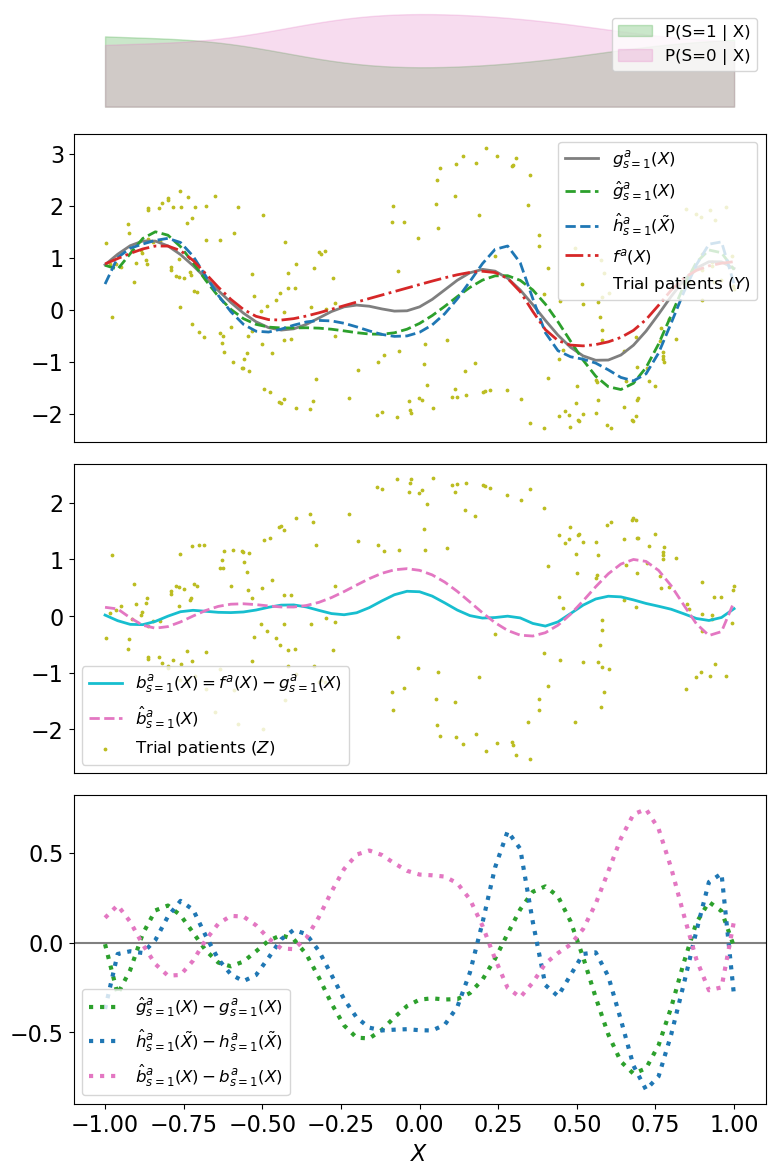 P(S=1 | X)
P(S=0 | X)
3
2
1
0
−1
−2
g^a_{s=1}(X)
ĝ^a_{s=1}(X)
ĥ^a_{s=1}(X̃)
f^a(X)
Trial patients (Y)
2
1
0
−1
−2
b^a_{s=1}(X) = f^a(X) − g^a_{s=1}(X)
b̂^a_{s=1}(X)
Trial patients (Z)
0.5
0.0
−0.5
ĝ^a_{s=1}(X) − g^a_{s=1}(X)
ĥ^a_{s=1}(X̃) − h^a_{s=1}(X̃)
b̂^a_{s=1}(X) − b^a_{s=1}(X)
−1.00 −0.75 −0.50 −0.25 0.00 0.25 0.50 0.75 1.00
X